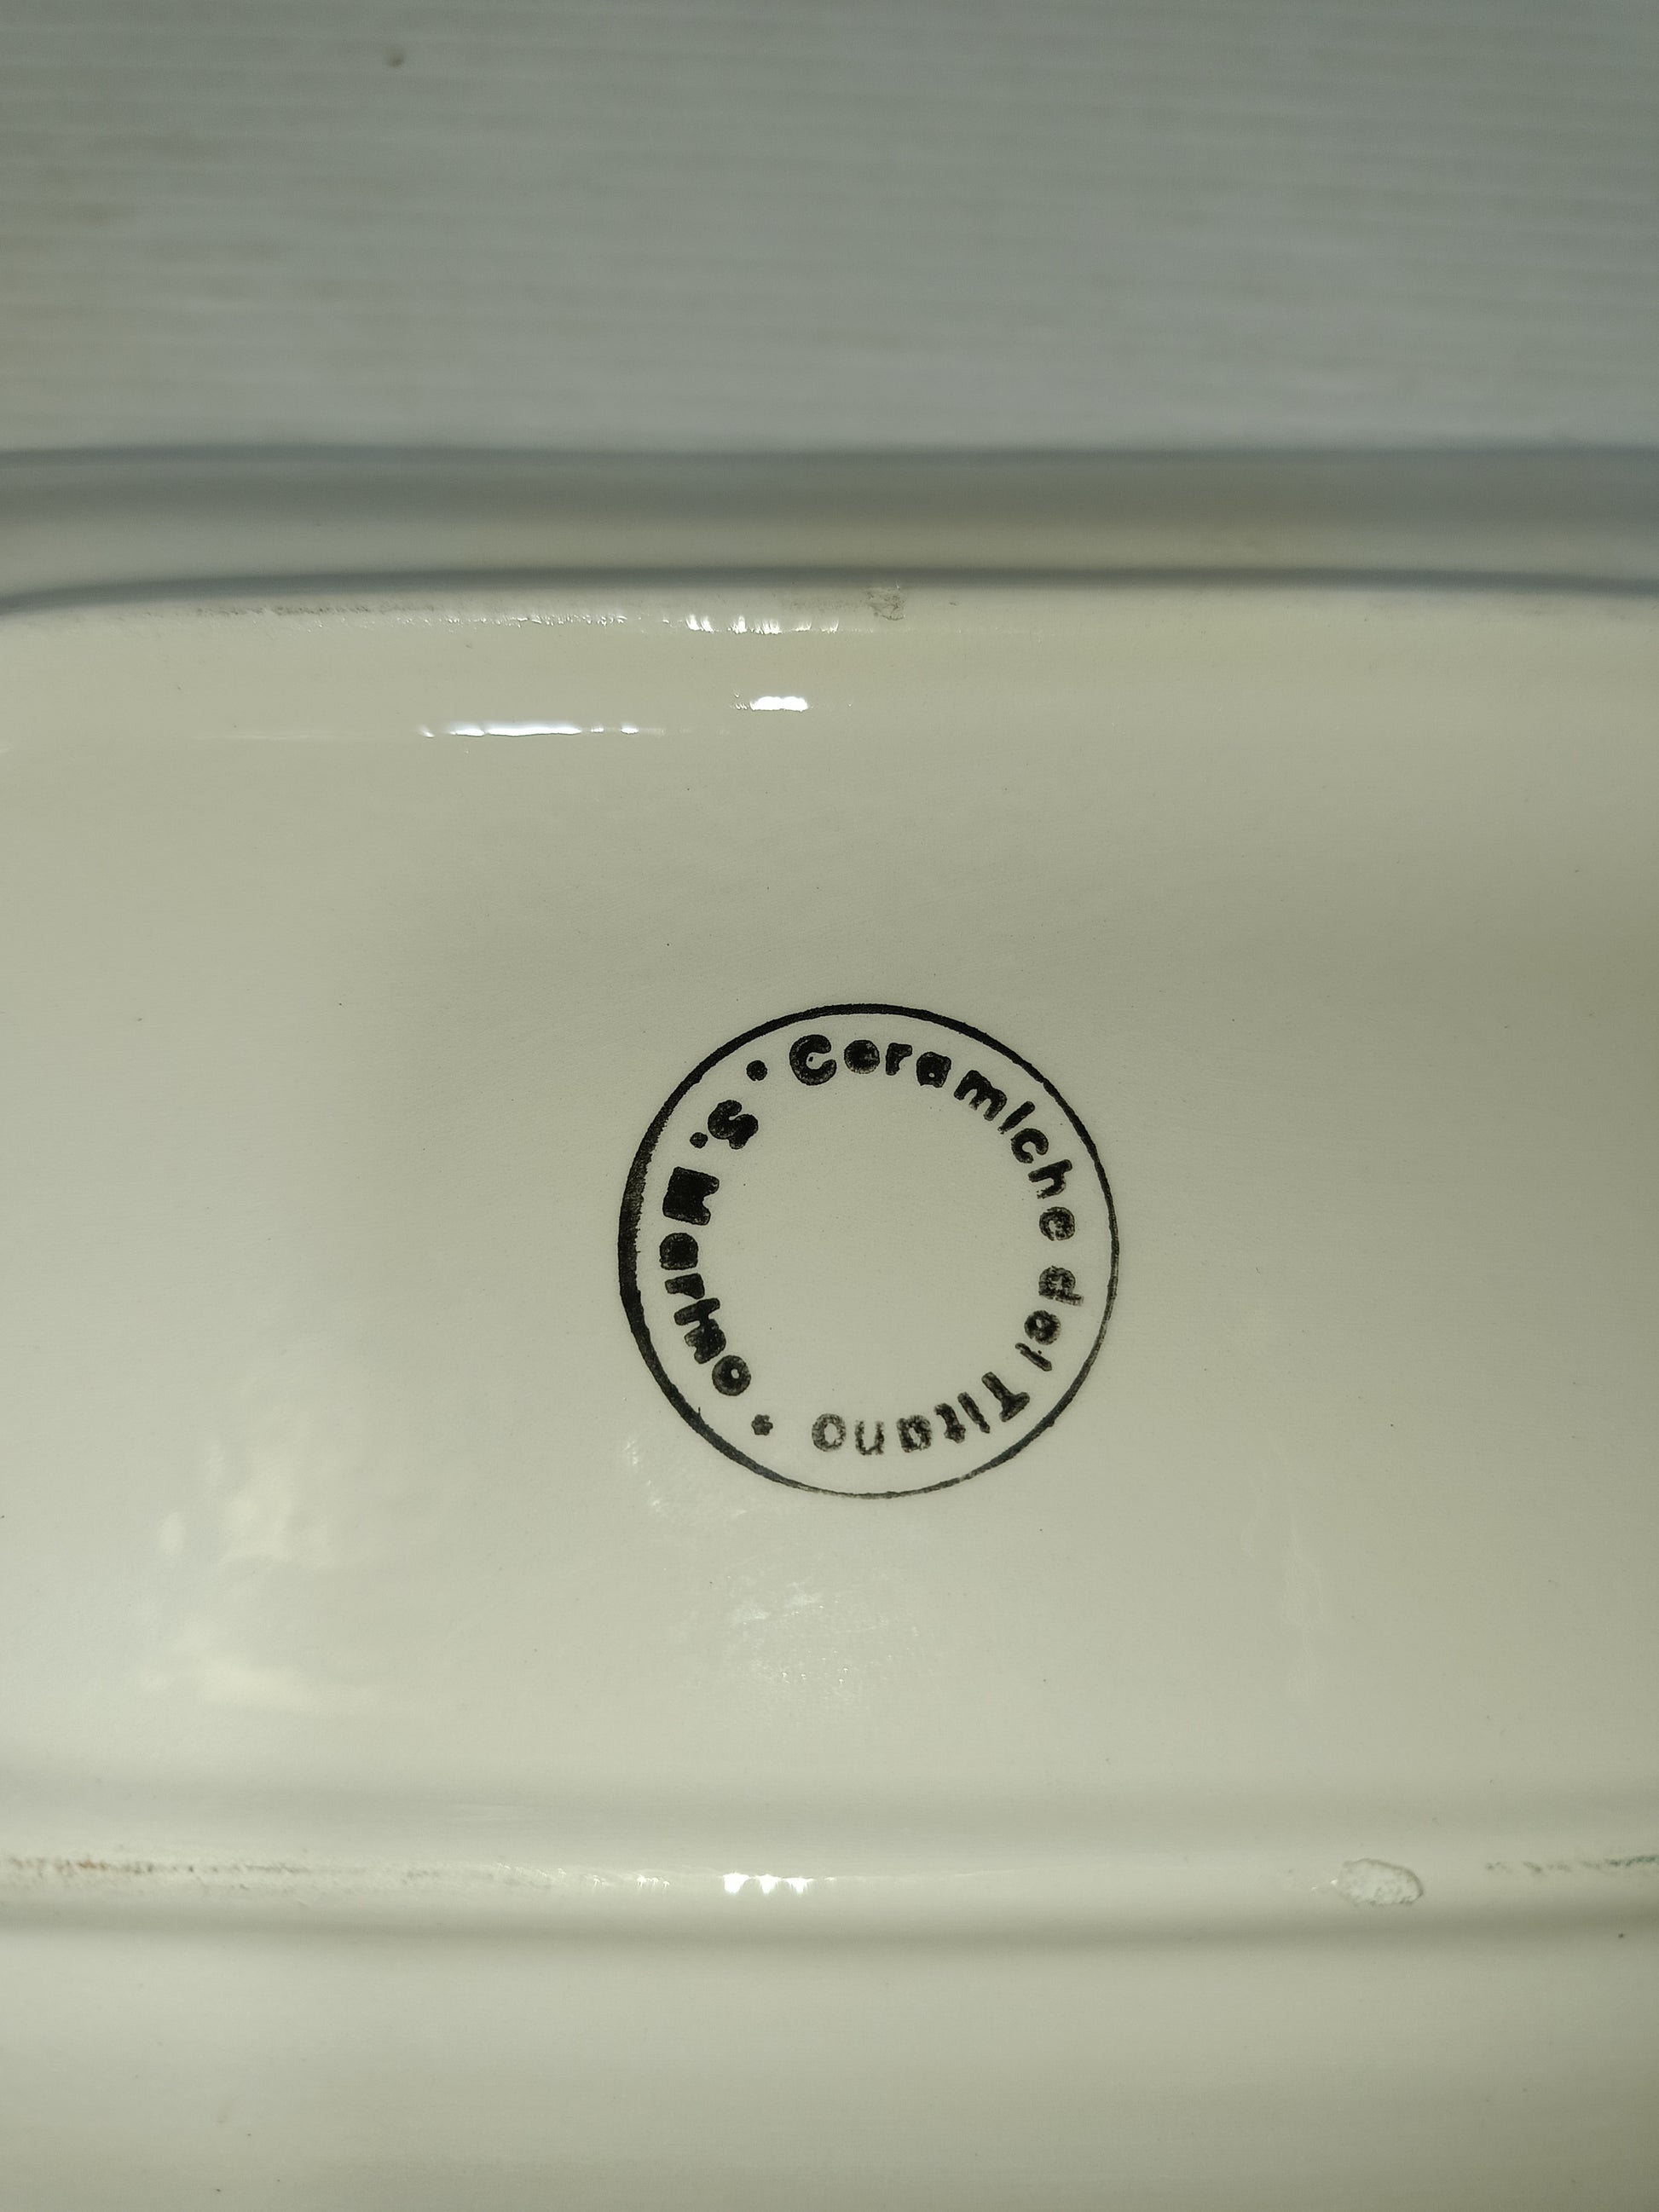 Ceramiche del Titano
• S. Marino •